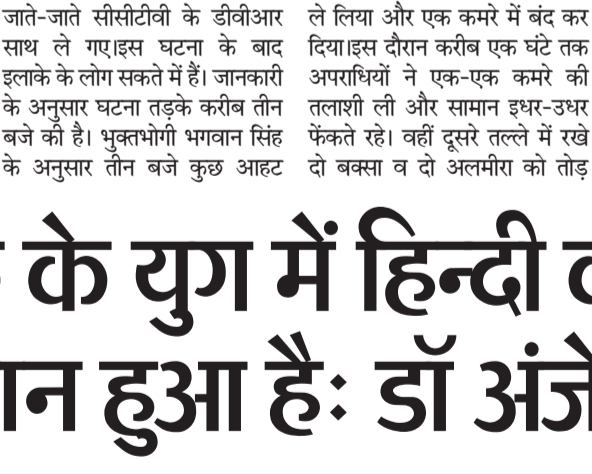 जाते-जाते सीसीटीवी के डीवीआर
साथ ले गए।इस घटना के बाद
इलाके के लोग सकते में हैं। जानकारी
के अनुसार घटना तड़के करीब तीन
बजे की है। भुक्तभोगी भगवान सिंह
के अनुसार तीन बजे कुछ आहट
ले लिया और एक कमरे में बंद कर
दिया।इस दौरान करीब एक घंटे तक
अपराधियों ने एक-एक कमरे की
तलाशी ली और सामान इधर-उधर
फेंकते रहे। वहीं दूसरे तल्ले में रखे
दो बक्सा व दो अलमीरा को तोड़
के युग में हिन्दी
हुआ है: डॉ